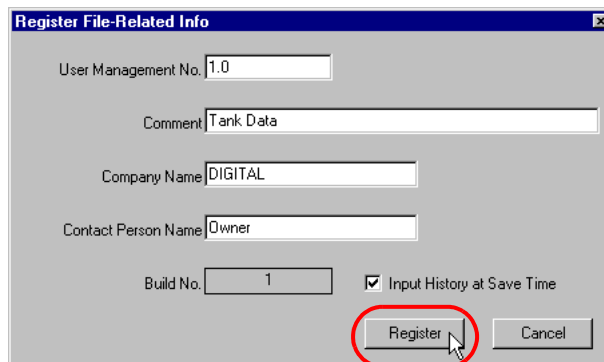 Register File-Related Info
User Management No. 1.0
Comment Tank Data
Company Name DIGITAL
Contact Person Name Owner
Build No. 1 Input History at Save Time
Register Cancel